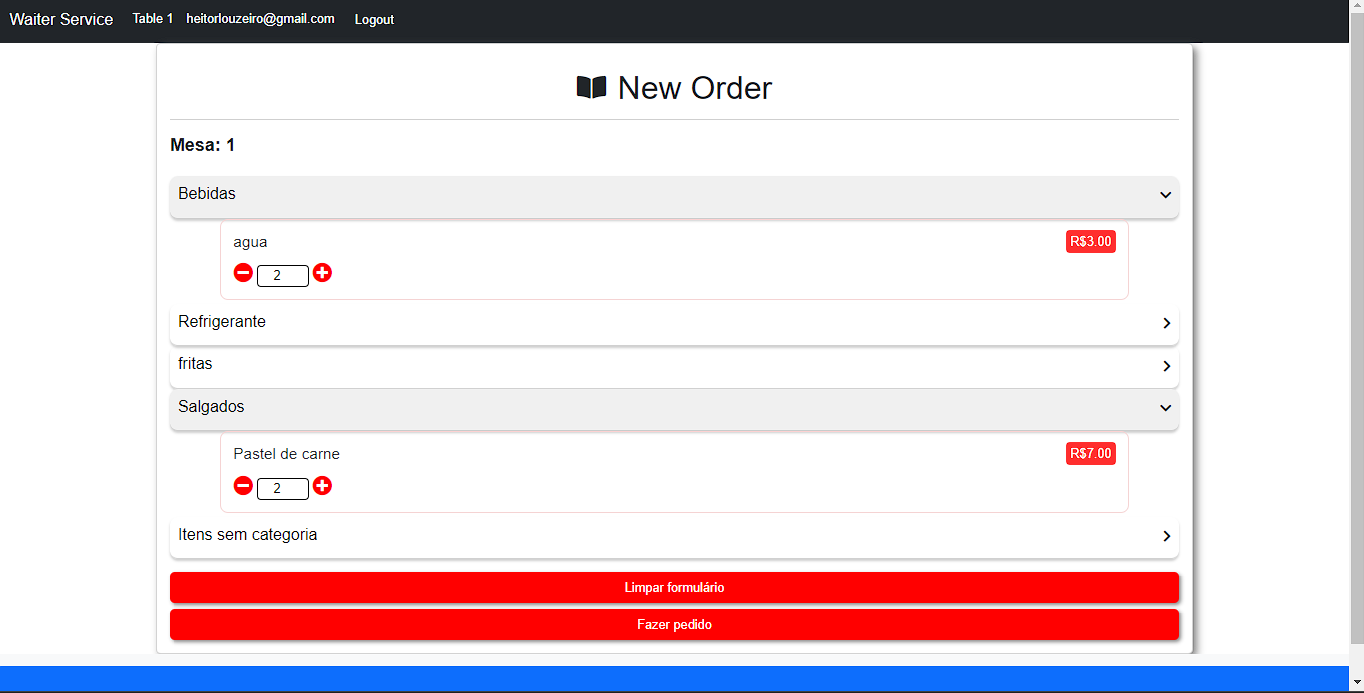 Waiter Service Table 1 heitorlouzeiro@gmail.com Logout
New Order
Mesa: 1
Bebidas
agua R$3.00
2
Refrigerante
fritas
Salgados
Pastel de carne R$7.00
2
Itens sem categoria
Limpar formulário
Fazer pedido